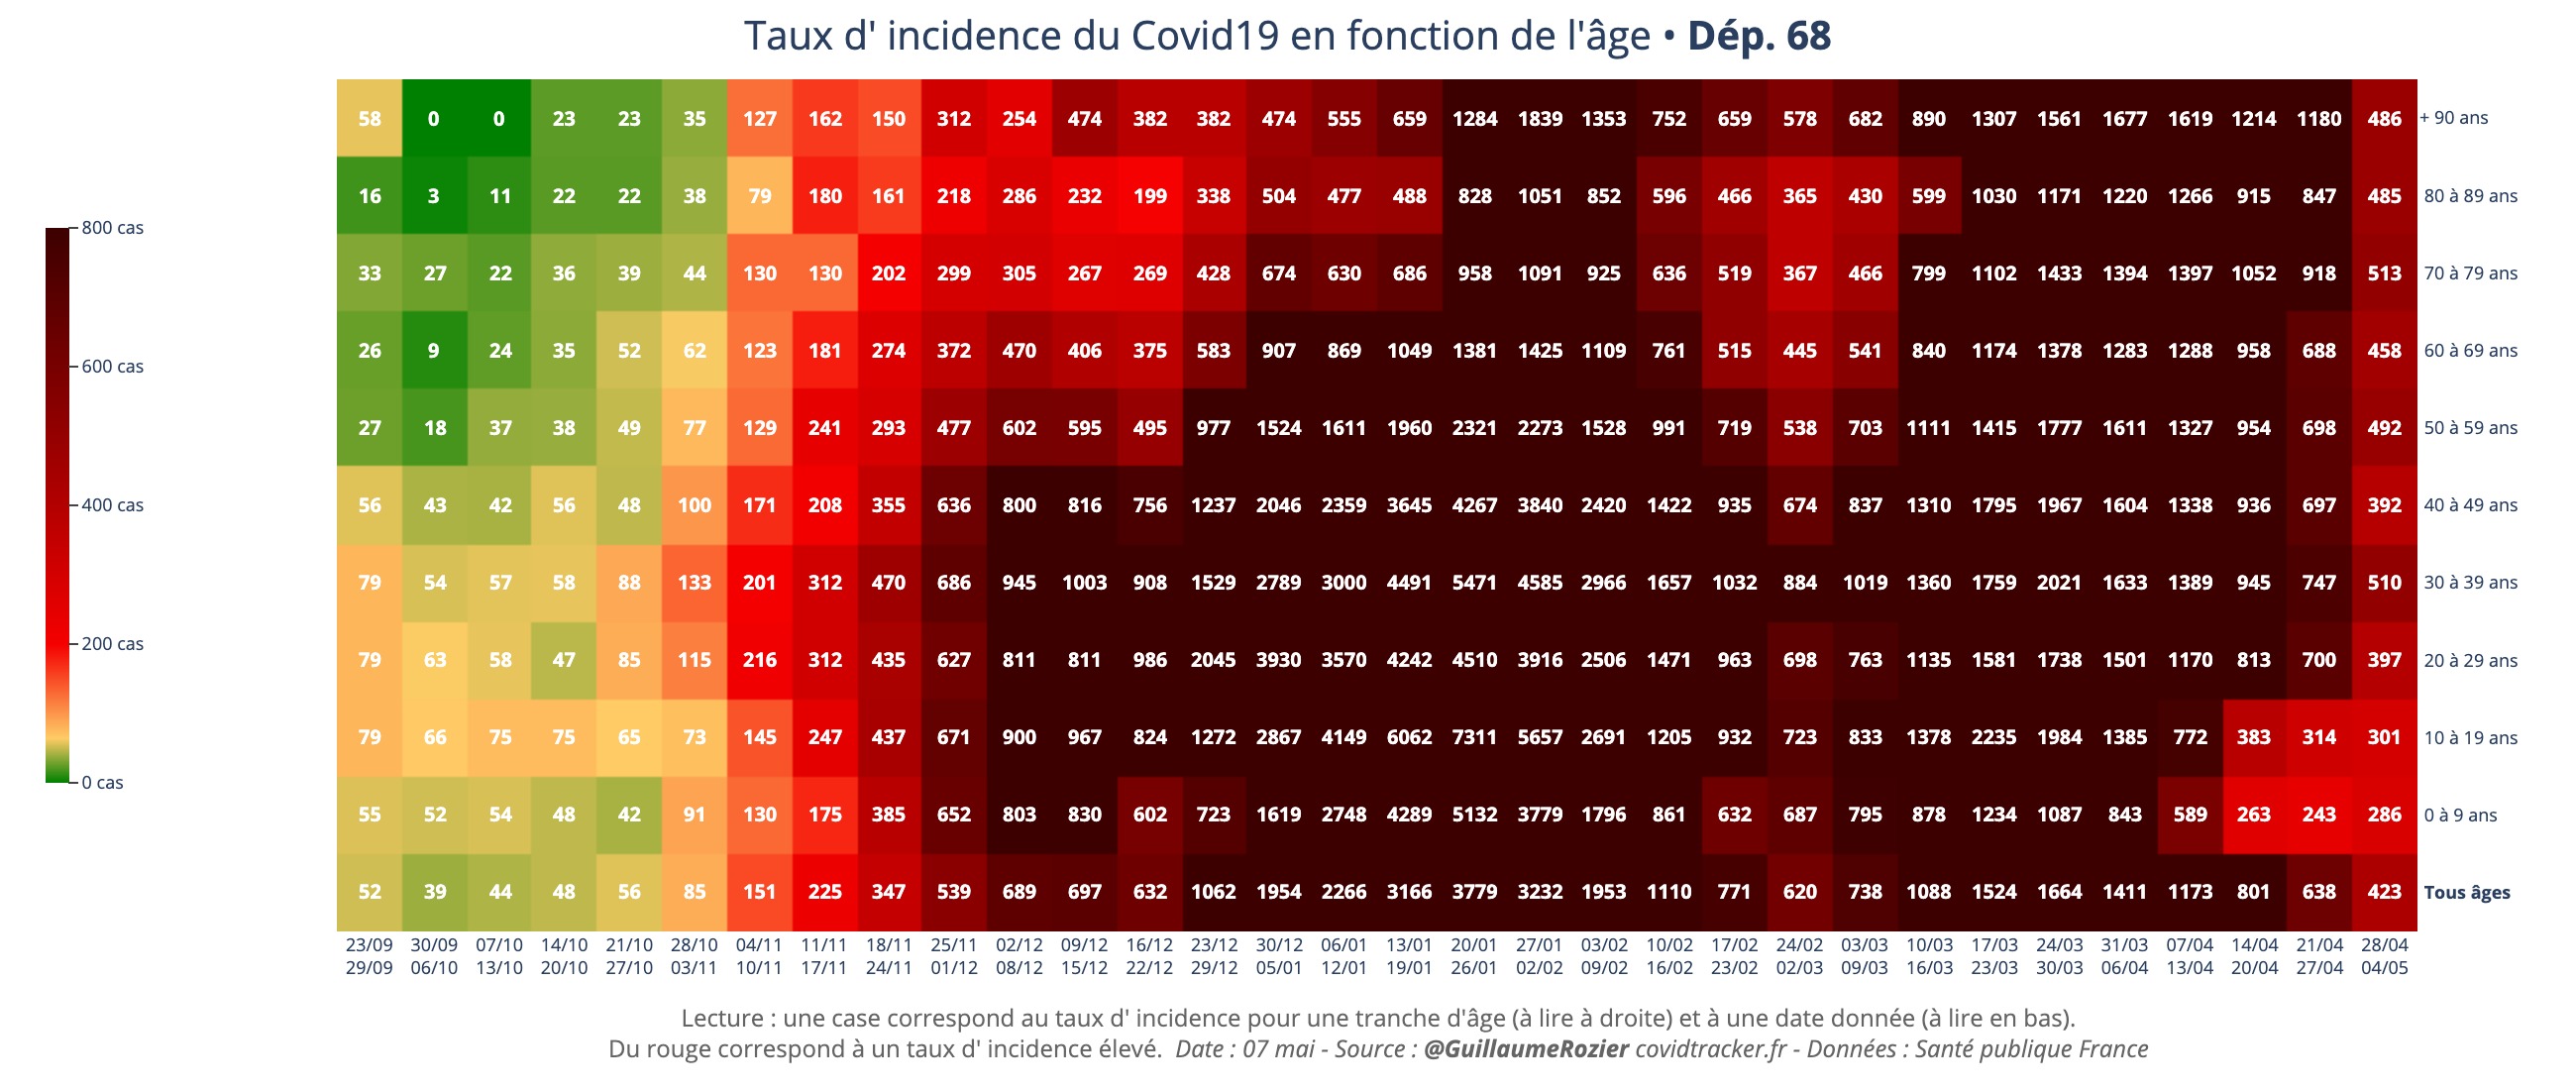 Taux d' incidence du Covid19 en fonction de l'âge • Dép. 68
58 0 0 23 23 35 127 162 150 312 254 474 382 382 474 555 659 1284 1839 1353 752 659 578 682 890 1307 1561 1677 1619 1214 1180 486 + 90 ans
16 3 11 22 22 38 79 180 161 218 286 232 199 338 504 477 488 828 1051 852 596 466 365 430 599 1030 1171 1220 1266 915 847 485 80 à 89 ans
800 cas
33 27 22 36 39 44 130 130 202 299 305 267 269 428 674 630 686 958 1091 925 636 519 367 466 799 1102 1433 1394 1397 1052 918 513 70 à 79 ans
26 9 24 35 52 62 123 181 274 372 470 406 375 583 907 869 1049 1381 1425 1109 761 515 445 541 840 1174 1378 1283 1288 958 688 458 60 à 69 ans
600 cas
27 18 37 38 49 77 129 241 293 477 602 595 495 977 1524 1611 1960 2321 2273 1528 991 719 538 703 1111 1415 1777 1611 1327 954 698 492 50 à 59 ans
400 cas
56 43 42 56 48 100 171 208 355 636 800 816 756 1237 2046 2359 3645 4267 3840 2420 1422 935 674 837 1310 1795 1967 1604 1338 936 697 392 40 à 49 ans
79 54 57 58 88 133 201 312 470 686 945 1003 908 1529 2789 3000 4491 5471 4585 2966 1657 1032 884 1019 1360 1759 2021 1633 1389 945 747 510 30 à 39 ans
200 cas
79 63 58 47 85 115 216 312 435 627 811 811 986 2045 3930 3570 4242 4510 3916 2506 1471 963 698 763 1135 1581 1738 1501 1170 813 700 397 20 à 29 ans
79 66 75 75 65 73 145 247 437 671 900 967 824 1272 2867 4149 6062 7311 5657 2691 1205 932 723 833 1378 2235 1984 1385 772 383 314 301 10 à 19 ans
0 cas
55 52 54 48 42 91 130 175 385 652 803 830 602 723 1619 2748 4289 5132 3779 1796 861 632 687 795 878 1234 1087 843 589 263 243 286 0 à 9 ans
52 39 44 48 56 85 151 225 347 539 689 697 632 1062 1954 2266 3166 3779 3232 1953 1110 771 620 738 1088 1524 1664 1411 1173 801 638 423 Tous âges
23/09 30/09 07/10 14/10 21/10 28/10 04/11 11/11 18/11 25/11 02/12 09/12 16/12 23/12 30/12 06/01 13/01 20/01 27/01 03/02 10/02 17/02 24/02 03/03 10/03 17/03 24/03 31/03 07/04 14/04 21/04 28/04
29/09 06/10 13/10 20/10 27/10 03/11 10/11 17/11 24/11 01/12 08/12 15/12 22/12 29/12 05/01 12/01 19/01 26/01 02/02 09/02 16/02 23/02 02/03 09/03 16/03 23/03 30/03 06/04 13/04 20/04 27/04 04/05
Lecture : une case correspond au taux d' incidence pour une tranche d'âge (à lire à droite) et à une date donnée (à lire en bas).
Du rouge correspond à un taux d' incidence élevé. Date : 07 mai - Source : @GuillaumeRozier covidtracker.fr - Données : Santé publique France